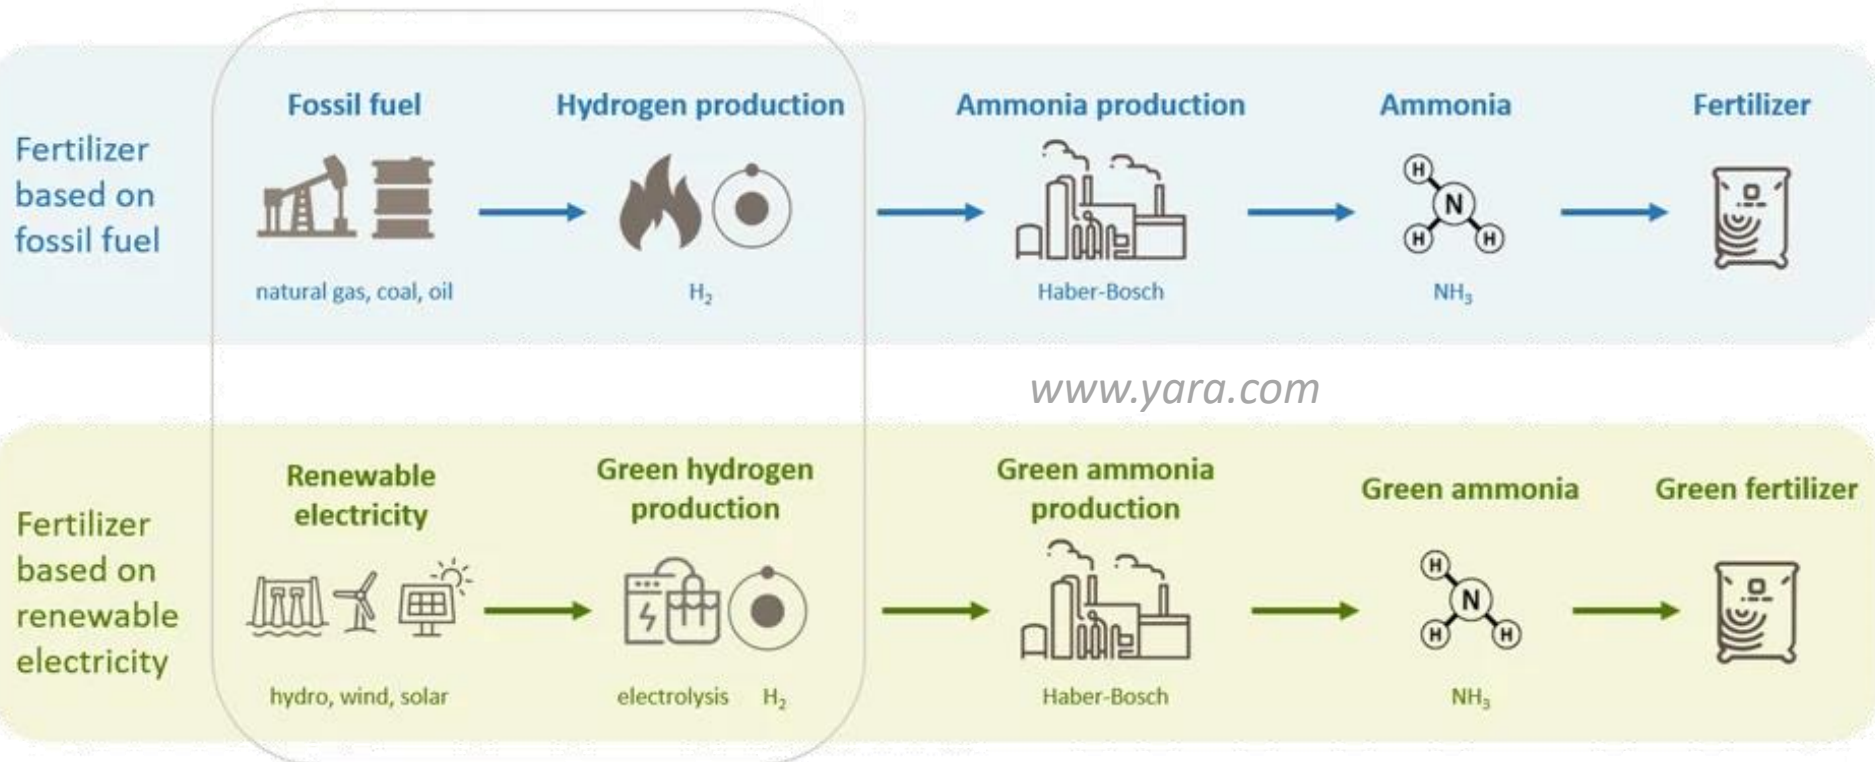 Fossil fuel
Hydrogen production
Ammonia production
Ammonia
Fertilizer
Fertilizer
based on
fossil fuel
H
N
H
H
natural gas, coal, oil
H₂
Haber-Bosch
NH₃
www.yara.com
Renewable
electricity
Green hydrogen
production
Green ammonia
production
Green ammonia
Green fertilizer
Fertilizer
based on
renewable
electricity
H
N
H
H
hydro, wind, solar
electrolysis
H₂
Haber-Bosch
NH₃